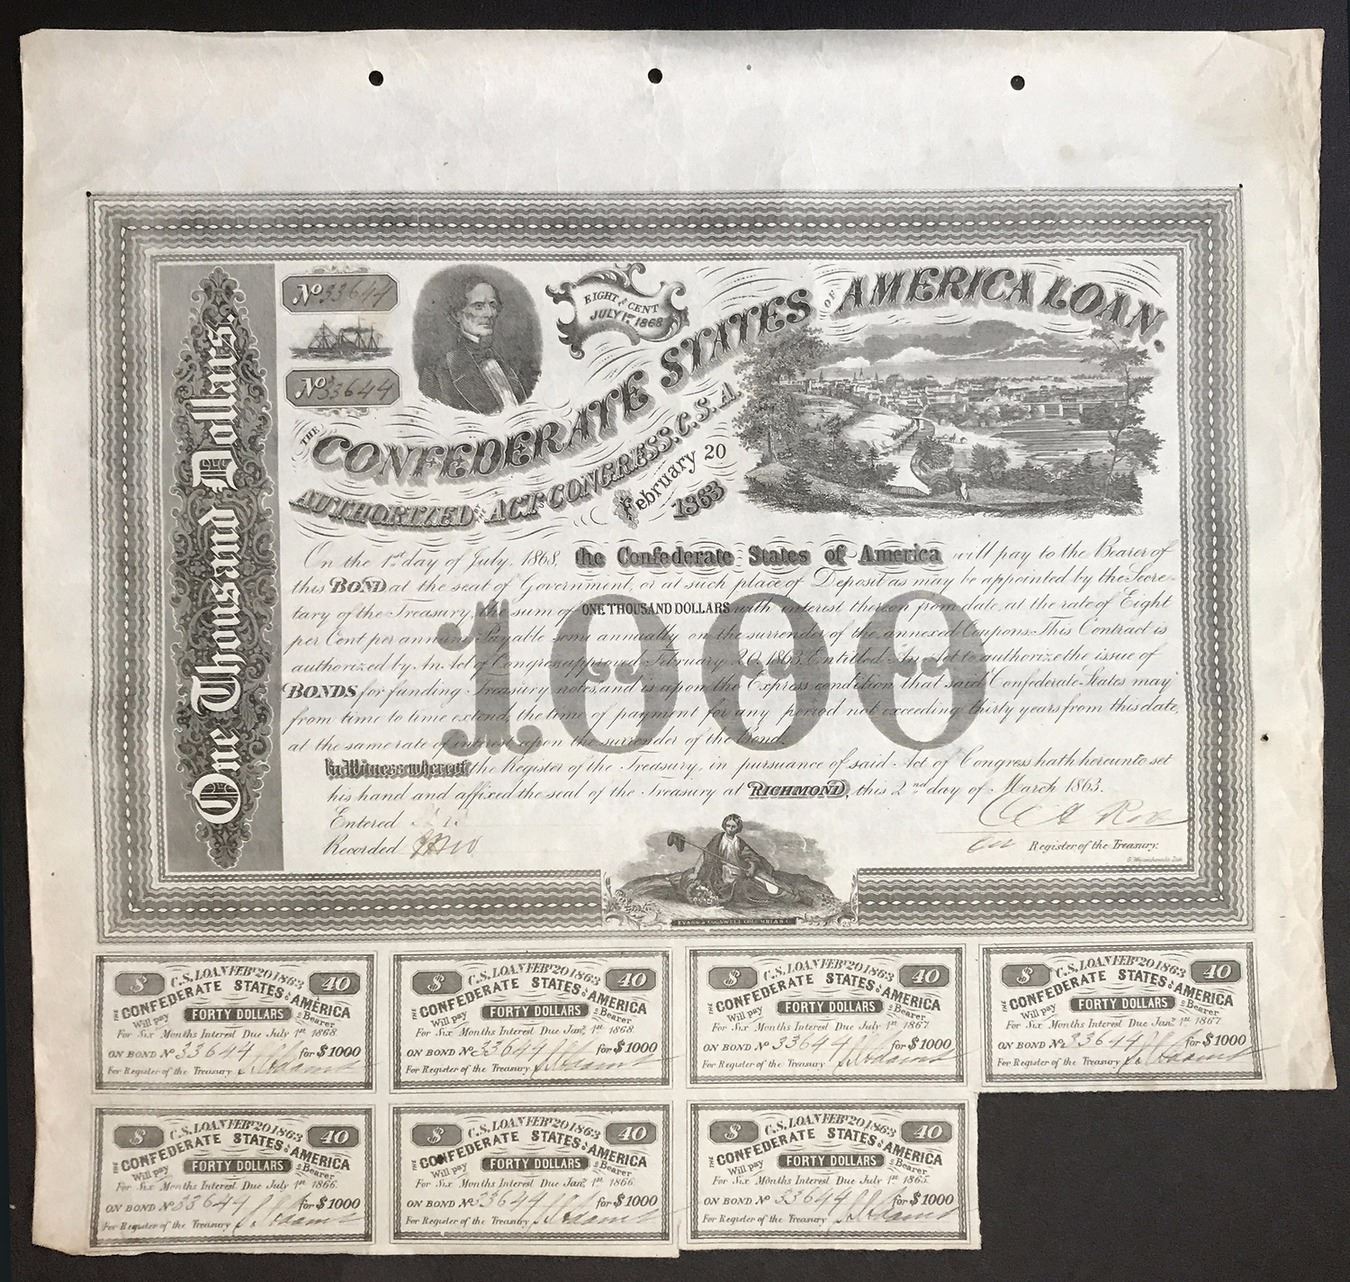 One Thousand Dollars.
No 33644
No 33644
EIGHT P CENT
JULY 1st 1868
THE CONFEDERATE STATES OF AMERICA LOAN.
AUTHORIZED BY ACT OF CONGRESS, C.S.A.
February 20
1863
On the 1st day of July, 1868, the Confederate States of America will pay to the Bearer of
this BOND at the seat of Government, or at such place of Deposit as may be appointed by the Secre-
tary of the Treasury, the sum of ONE THOUSAND DOLLARS with interest thereon from date, at the rate of Eight
per Cent per annum Payable semi annually on the surrender of the annexed Coupons. This Contract is
authorized by An Act of Congress approved February 20, 1863. Entitled An Act to authorize the issue of
BONDS for funding Treasury notes, and is upon the Express condition that said Confederate States may
from time to time extend, the time of payment for any period not exceeding thirty years from this date,
at the same rate of interest upon the surrender of the Bond.
1000
In Witness whereof the Register of the Treasury, in pursuance of said Act of Congress hath hereunto set
his hand and affixed the seal of the Treasury at RICHMOND, this 2nd day of March 1863.
Entered
Recorded
Register of the Treasury.
EVANS & COGSWELL COLUMBIA S.C.
$ C.S. LOAN FEBY 20 1863 40
THE CONFEDERATE STATES OF AMERICA
Will pay FORTY DOLLARS to Bearer
For Six Months Interest Due July 1st 1868
ON BOND No 33644 for $1000
For Register of the Treasury
$ C.S. LOAN FEBY 20 1863 40
THE CONFEDERATE STATES OF AMERICA
Will pay FORTY DOLLARS to Bearer
For Six Months Interest Due Jany 1st 1868
ON BOND No 33644 for $1000
For Register of the Treasury
$ C.S. LOAN FEBY 20 1863 40
THE CONFEDERATE STATES OF AMERICA
Will pay FORTY DOLLARS to Bearer
For Six Months Interest Due July 1st 1867
ON BOND No 33644 for $1000
For Register of the Treasury
$ C.S. LOAN FEBY 20 1863 40
THE CONFEDERATE STATES OF AMERICA
Will pay FORTY DOLLARS to Bearer
For Six Months Interest Due Jany 1st 1867
ON BOND No 33644 for $1000
For Register of the Treasury
$ C.S. LOAN FEBY 20 1863 40
THE CONFEDERATE STATES OF AMERICA
Will pay FORTY DOLLARS to Bearer
For Six Months Interest Due July 1st 1866
ON BOND No 33644 for $1000
For Register of the Treasury
$ C.S. LOAN FEBY 20 1863 40
THE CONFEDERATE STATES OF AMERICA
Will pay FORTY DOLLARS to Bearer
For Six Months Interest Due Jany 1st 1866
ON BOND No 33644 for $1000
For Register of the Treasury
$ C.S. LOAN FEBY 20 1863 40
THE CONFEDERATE STATES OF AMERICA
Will pay FORTY DOLLARS to Bearer
For Six Months Interest Due July 1st 1865
ON BOND No 33644 for $1000
For Register of the Treasury